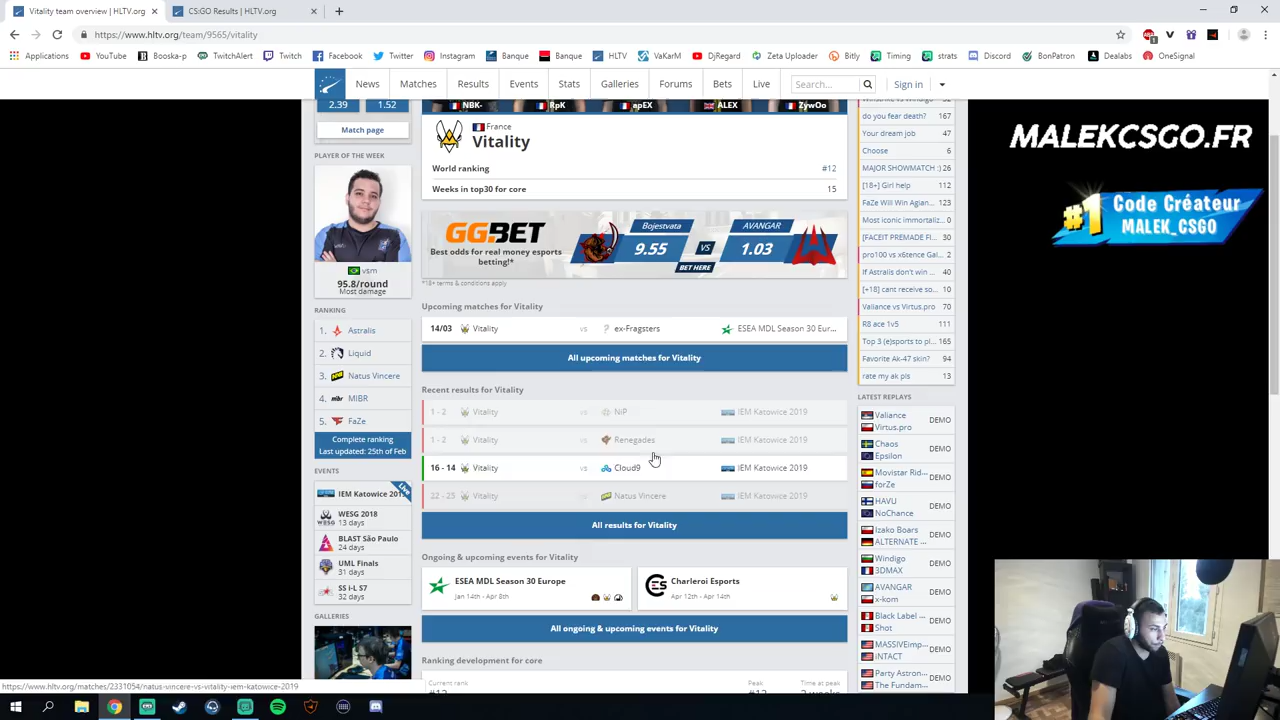 Vitality team overview | HLTV.org
CS:GO Results | HLTV.org
https://www.hltv.org/team/9565/vitality
Applications YouTube Booska-p TwitchAlert Twitch Facebook Twitter Instagram Banque Banque HLTV VaKarM DjRegard Zeta Uploader Bitly Timing strats Discord BonPatron Dealabs OneSignal
News Matches Results Events Stats Galleries Forums Bets Live Search... Sign in
2.39 1.52
Match page
PLAYER OF THE WEEK
vsm
95.8/round
Most damage
RANKING
1. Astralis
2. Liquid
3. Natus Vincere
4. MIBR
5. FaZe
Complete ranking
Last updated: 25th of Feb
EVENTS
IEM Katowice 201
WESG 2018
13 days
BLAST São Paulo
24 days
UML Finals
31 days
SS i-L S7
32 days
GALLERIES
NBK- RpK apEX ALEX ZywOo
France
Vitality
World ranking #12
Weeks in top30 for core 15
GG.BET
Best odds for real money esports betting!*
Bojestvata
9.55
VS
AVANGAR
1.03
BET HERE
*18+ terms & conditions apply
Upcoming matches for Vitality
14/03 Vitality vs ex-Fragsters ESEA MDL Season 30 Eur...
All upcoming matches for Vitality
Recent results for Vitality
1 - 2 Vitality vs NiP IEM Katowice 2019
1 - 2 Vitality vs Renegades IEM Katowice 2019
16 - 14 Vitality vs Cloud9 IEM Katowice 2019
22 - 25 Vitality vs Natus Vincere IEM Katowice 2019
All results for Vitality
Ongoing & upcoming events for Vitality
ESEA MDL Season 30 Europe
Jan 14th - Apr 8th
Charleroi Esports
Apr 12th - Apr 14th
All ongoing & upcoming events for Vitality
Ranking development for core
Current rank Peak Time at peak
do you fear death? 167
Your dream job 47
Choose 6
MAJOR SHOWMATCH :) 26
[18+] Girl help 112
FaZe Will Win Agian... 123
Most iconic immortaliz... 0
[FACEIT PREMADE FI... 30
pro100 vs x6tence Gal... 2
If Astralis don't win ... 40
[+18] cant receive so... 10
Valiance vs Virtus.pro 70
R8 ace 1v5 111
Top 3 (e)sports to pl... 165
Favorite Ak-47 skin? 94
rate my ak pls 13
LATEST REPLAYS
Valiance
Virtus.pro DEMO
Chaos
Epsilon DEMO
Movistar Rid...
forZe DEMO
HAVU
NoChance DEMO
Izako Boars
ALTERNATE ... DEMO
Windigo
3DMAX DEMO
AVANGAR
x-kom DEMO
Black Label ...
Shot DEMO
MASSIVEimp...
iNTACT DEMO
Party Astron...
The Fundam... DEMO
MALEKCSGO.FR
#1 Code Créateur
MALEK_CSGO
https://www.hltv.org/matches/2331054/natus-vincere-vs-vitality-iem-katowice-2019